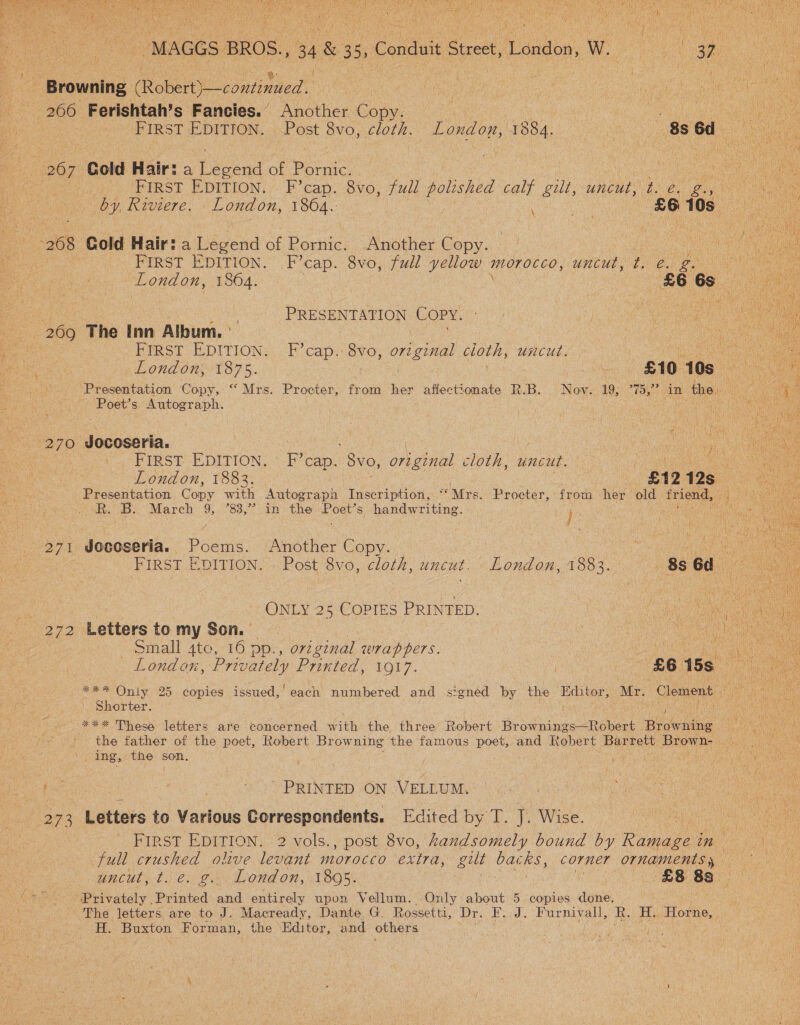 MAGGS BROS., 34 & 35, Conduit Street, London, W. 37
Browning (Robert)—continued.
266 Ferishtah's Fancies. Another Copy.
FIRST EDITION. Post 8vo, cloth. London, 1884. 8s 6d
267 Gold Hair: a Legend of Pornic.
FIRST EDITION. F'cap. 8vo, full polished calf gilt, uncut, t. e. g.,
by Riviere. London, 1864. £6 10s
268 Gold Hair: a Legend of Pornic. Another Copy.
FIRST EDITION. F'cap. 8vo, full yellow morocco, uncut, t. e. g.
London, 1864. £6 6s
PRESENTATION COPY.
269 The Inn Album.
FIRST EDITION. F'cap. 8vo, original cloth, uncut.
London, 1875. £10 10s
Presentation Copy, "Mrs. Procter, from her affectionate R.B. Nov. 19, '75," in the
Poet's Autograph.
270 Jocoseria.
FIRST EDITION. F'cap. 8vo, original cloth, uncut.
London, 1883. £12 12s
Presentation Copy with Autograph Inscription, "Mrs. Procter, from her old friend,
R. B. March 9, '83," in the Poet's handwriting.
271 Jocoseria. Poems. Another Copy.
FIRST EDITION. Post 8vo, cloth, uncut. London, 1883. 8s 6d
ONLY 25 COPIES PRINTED.
272 Letters to my Son.
Small 4to, 16 pp., original wrappers.
London, Privately Printed, 1917. £6 15s
*** Only 25 copies issued, each numbered and signed by the Editor, Mr. Clement
Shorter.
*** These letters are concerned with the three Robert Brownings—Robert Browning
the father of the poet, Robert Browning the famous poet, and Robert Barrett Brown-
ing, the son.
PRINTED ON VELLUM.
273 Letters to Various Correspondents. Edited by T. J. Wise.
FIRST EDITION. 2 vols., post 8vo, handsomely bound by Ramage in
full crushed olive levant morocco extra, gilt backs, corner ornaments,
uncut, t. e. g. London, 1895. £8 8s
Privately Printed and entirely upon Vellum. Only about 5 copies done.
The letters are to J. Macready, Dante G. Rossetti, Dr. F. J. Furnivall, R. H. Horne,
H. Buxton Forman, the Editor, and others